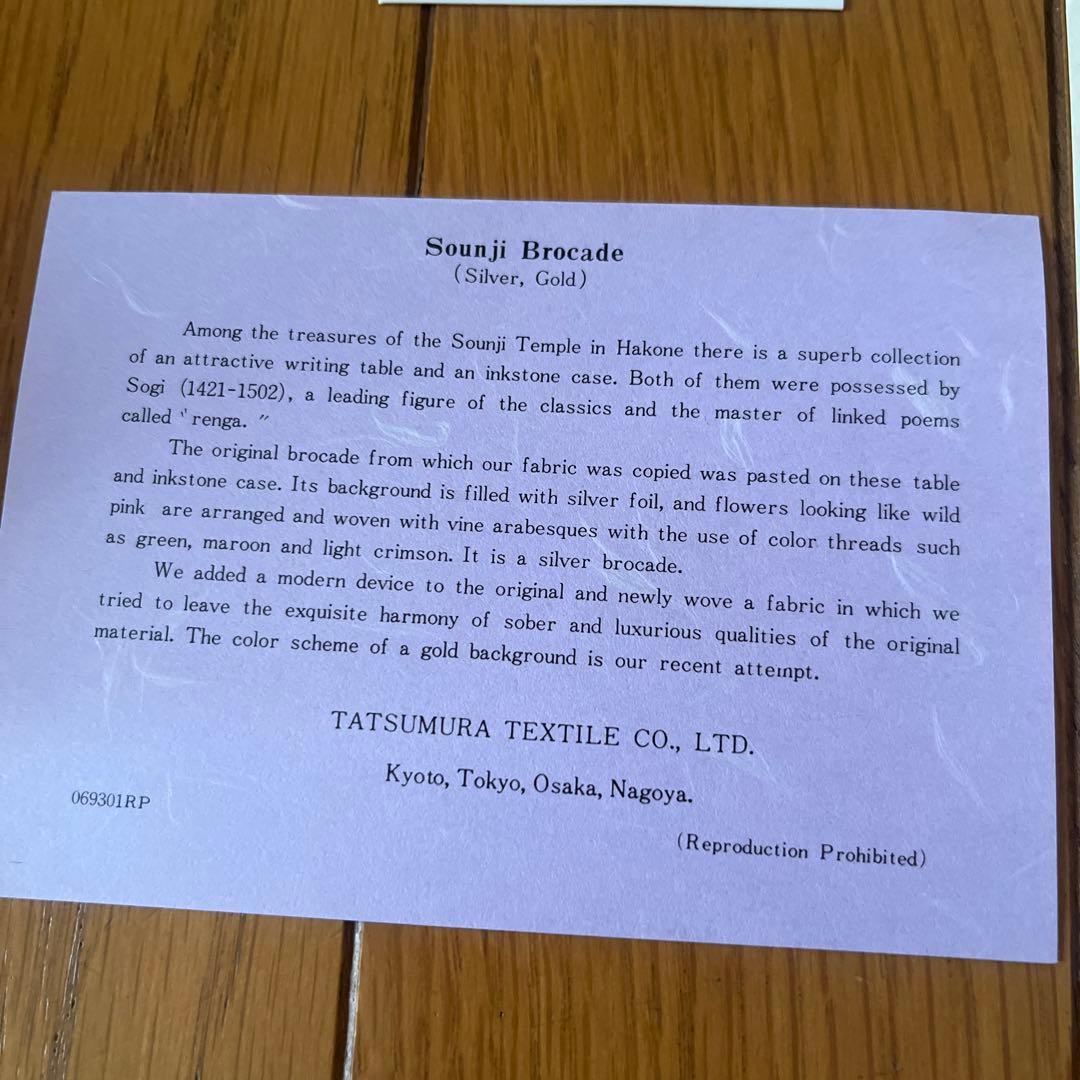 Sounji Brocade
(Silver, Gold)
Among the treasures of the Sounji Temple in Hakone there is a superb collection
of an attractive writing table and an inkstone case. Both of them were possessed by
Sogi (1421-1502), a leading figure of the classics and the master of linked poems
called “renga. ”
The original brocade from which our fabric was copied was pasted on these table
and inkstone case. Its background is filled with silver foil, and flowers looking like wild
pink are arranged and woven with vine arabesques with the use of color threads such
as green, maroon and light crimson. It is a silver brocade.
We added a modern device to the original and newly wove a fabric in which we
tried to leave the exquisite harmony of sober and luxurious qualities of the original
material. The color scheme of a gold background is our recent attempt.
TATSUMURA TEXTILE CO., LTD.
Kyoto, Tokyo, Osaka, Nagoya.
069301RP
(Reproduction Prohibited)